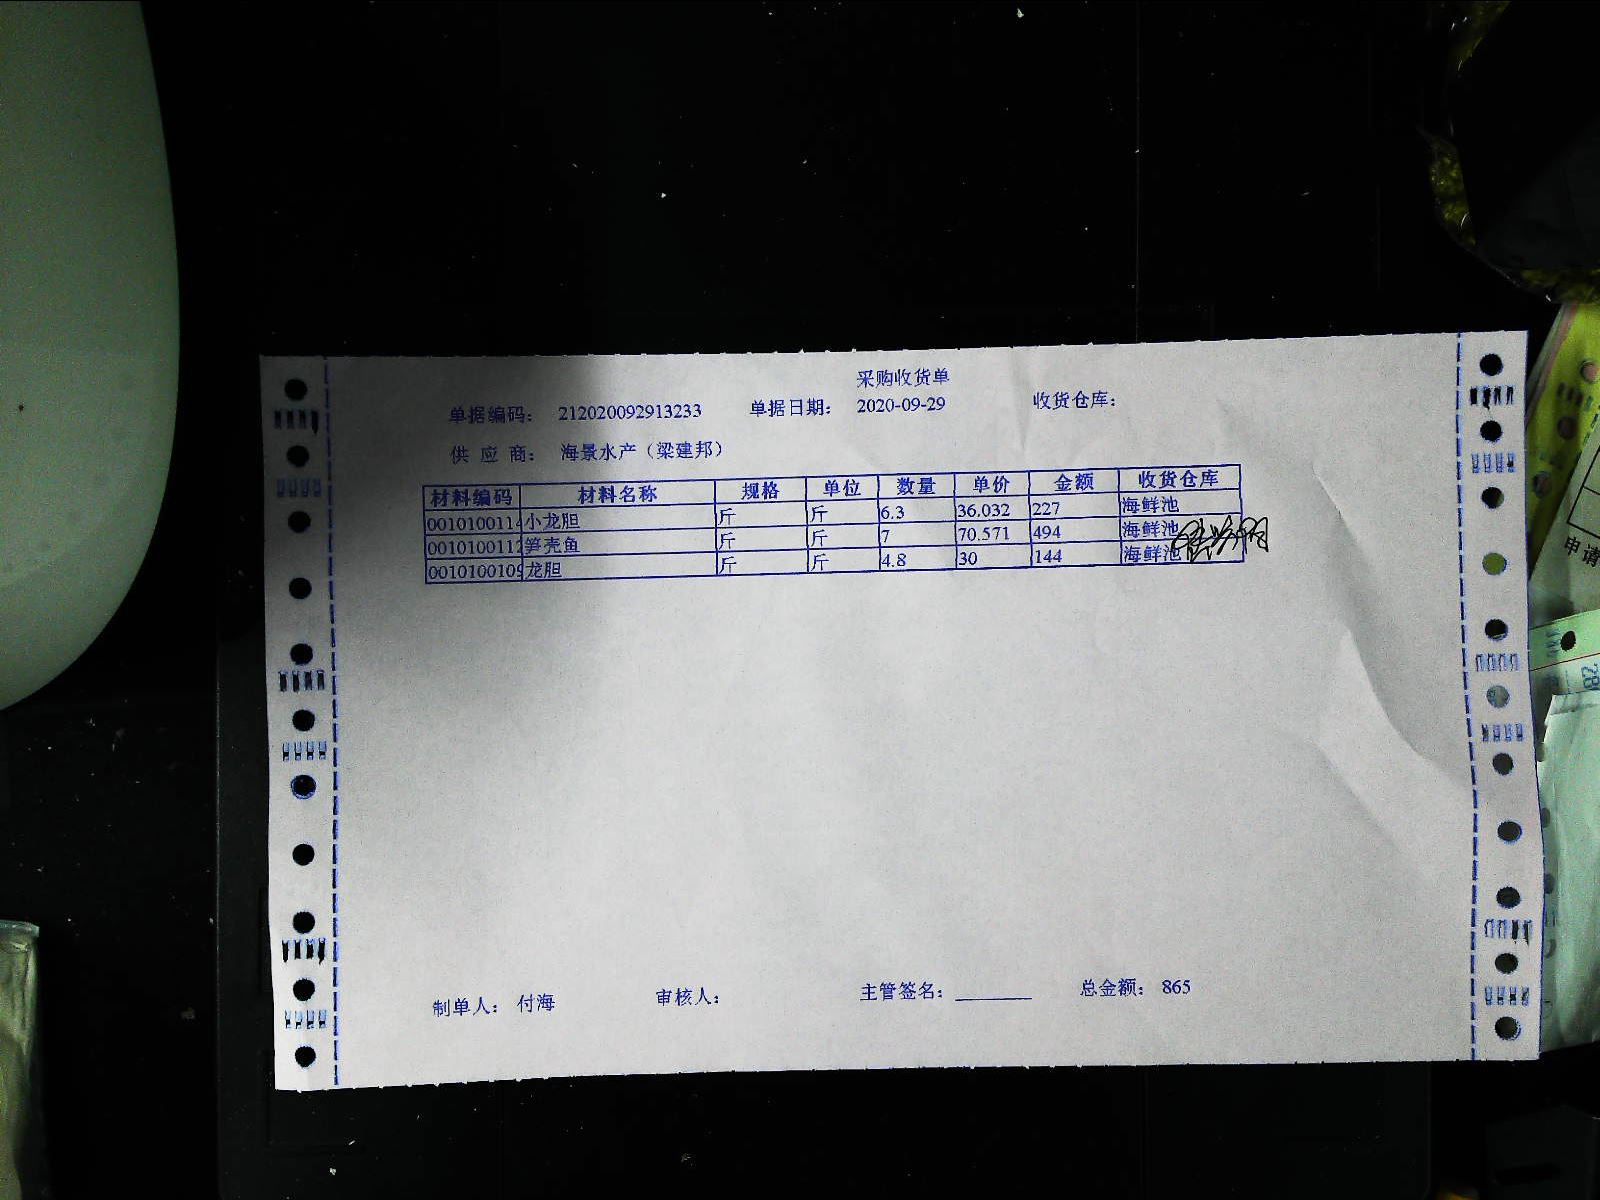 采购收货单
单据编码： 212020092913233 单据日期： 2020-09-29 收货仓库：
供 应 商： 海景水产（梁建邦）
材料编码 材料名称 规格 单位 数量 单价 金额 收货仓库
0010100114 小龙胆 斤 斤 6.3 36.032 227 海鲜池
0010100112 笋壳鱼 斤 斤 7 70.571 494 海鲜池
0010100109 龙胆 斤 斤 4.8 30 144 海鲜池
制单人： 付海 审核人： 主管签名： 总金额： 865
申请